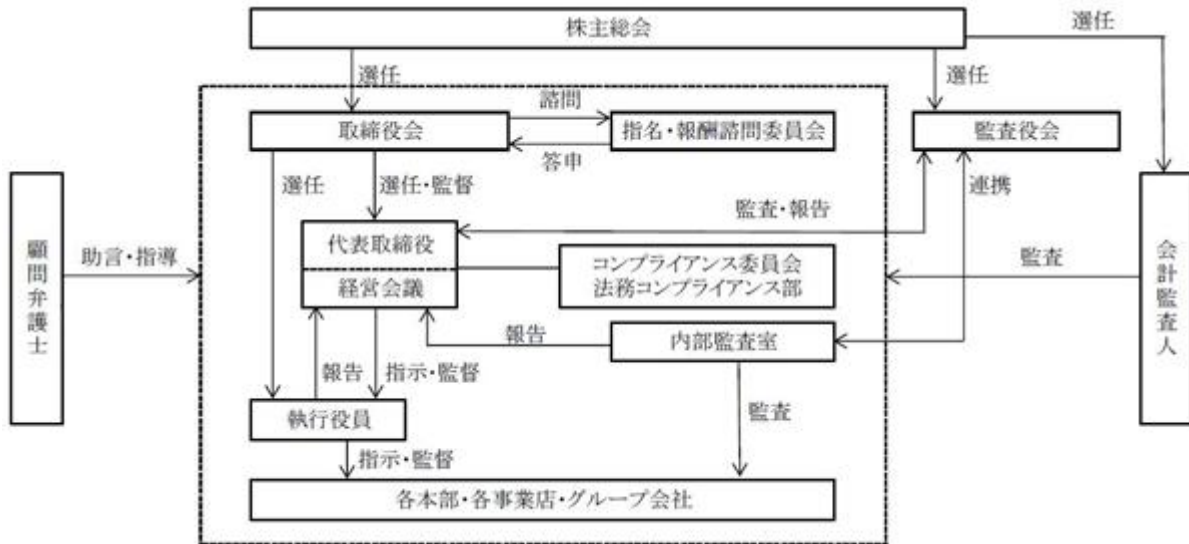 株主総会
選任
選任
選任
諮問
取締役会
指名・報酬諮問委員会
監査役会
答申
選任
選任・監督
連携
監査・報告
顧問弁護士
助言・指導
代表取締役
経営会議
コンプライアンス委員会
法務コンプライアンス部
監査
会計監査人
報告
内部監査室
報告
指示・監督
監査
執行役員
指示・監督
各本部・各事業店・グループ会社